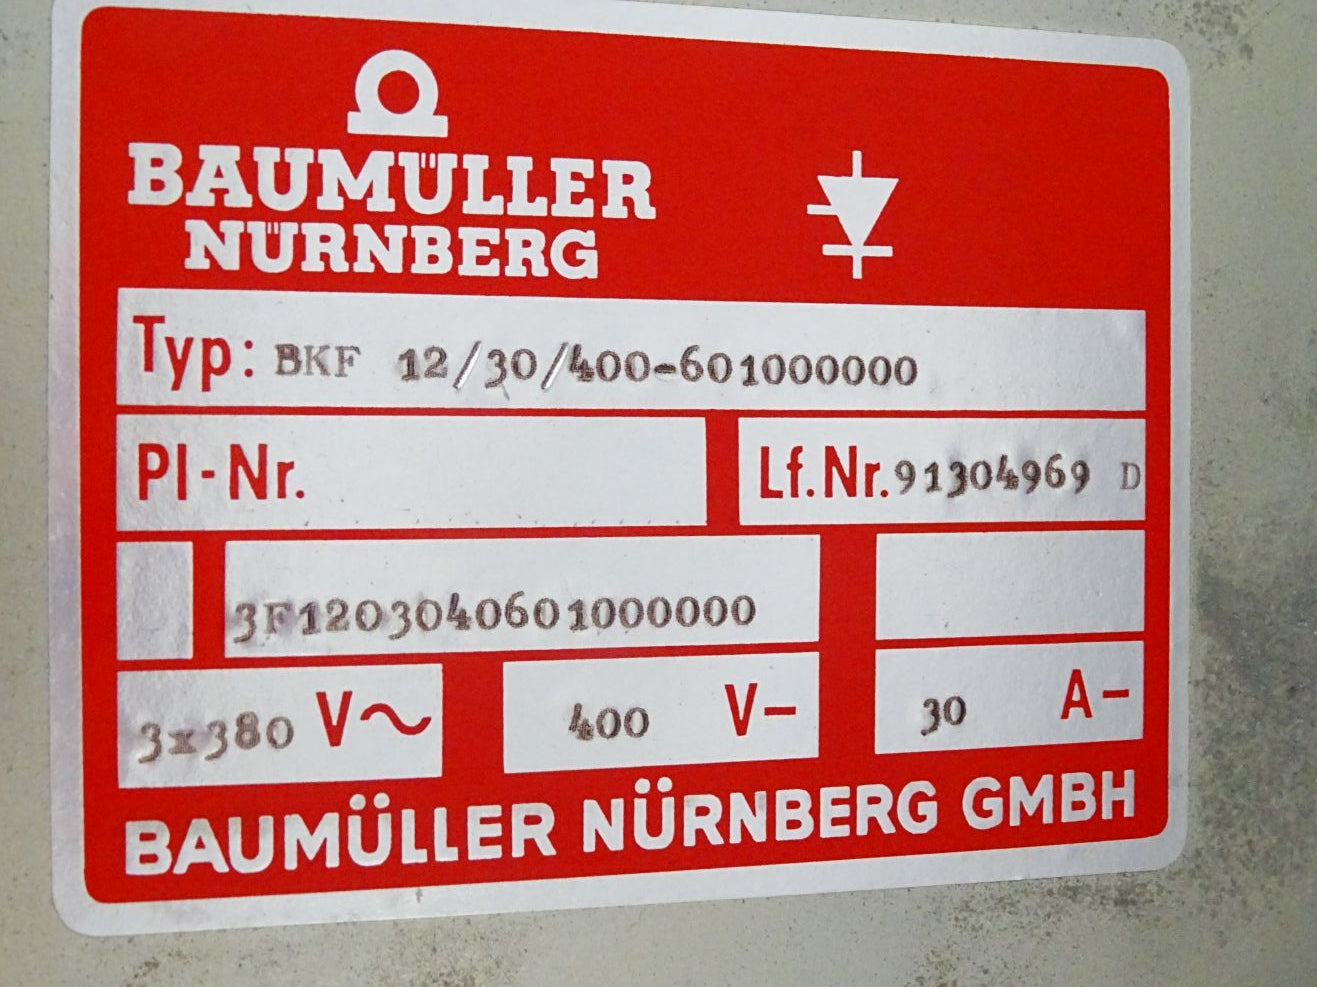 BAUMÜLLER
NÜRNBERG
Typ: BKF 12/30/400-601000000
Pl-Nr.
Lf.Nr. 91304969 D
3F1203040601000000
3x380 V~
400 V-
30 A-
BAUMÜLLER NÜRNBERG GMBH